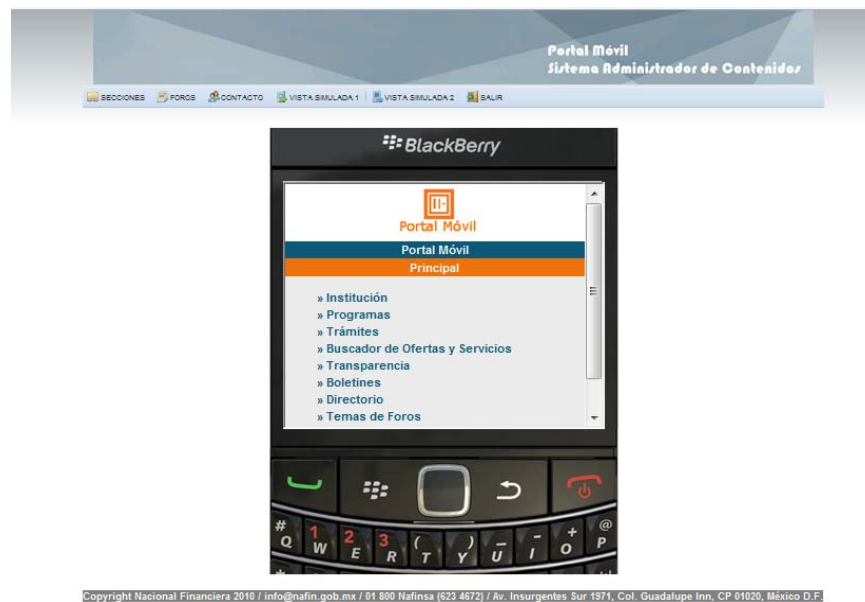 Portal Móvil
Sistema Administrador de Contenidos
SECCIONES FOROS CONTACTO VISTA SIMULADA 1 VISTA SIMULADA 2 SALIR
BlackBerry
Portal Móvil
Portal Móvil
Principal
» Institución
» Programas
» Trámites
» Buscador de Ofertas y Servicios
» Transparencia
» Boletines
» Directorio
» Temas de Foros
# 1 2 3 ( ) _ - + @
Q W E R T Y U I O P
Copyright Nacional Financiera 2010 / info@nafin.gob.mx / 01 800 Nafinsa (623 4672) / Av. Insurgentes Sur 1971, Col. Guadalupe Inn, CP 01020, México D.F.